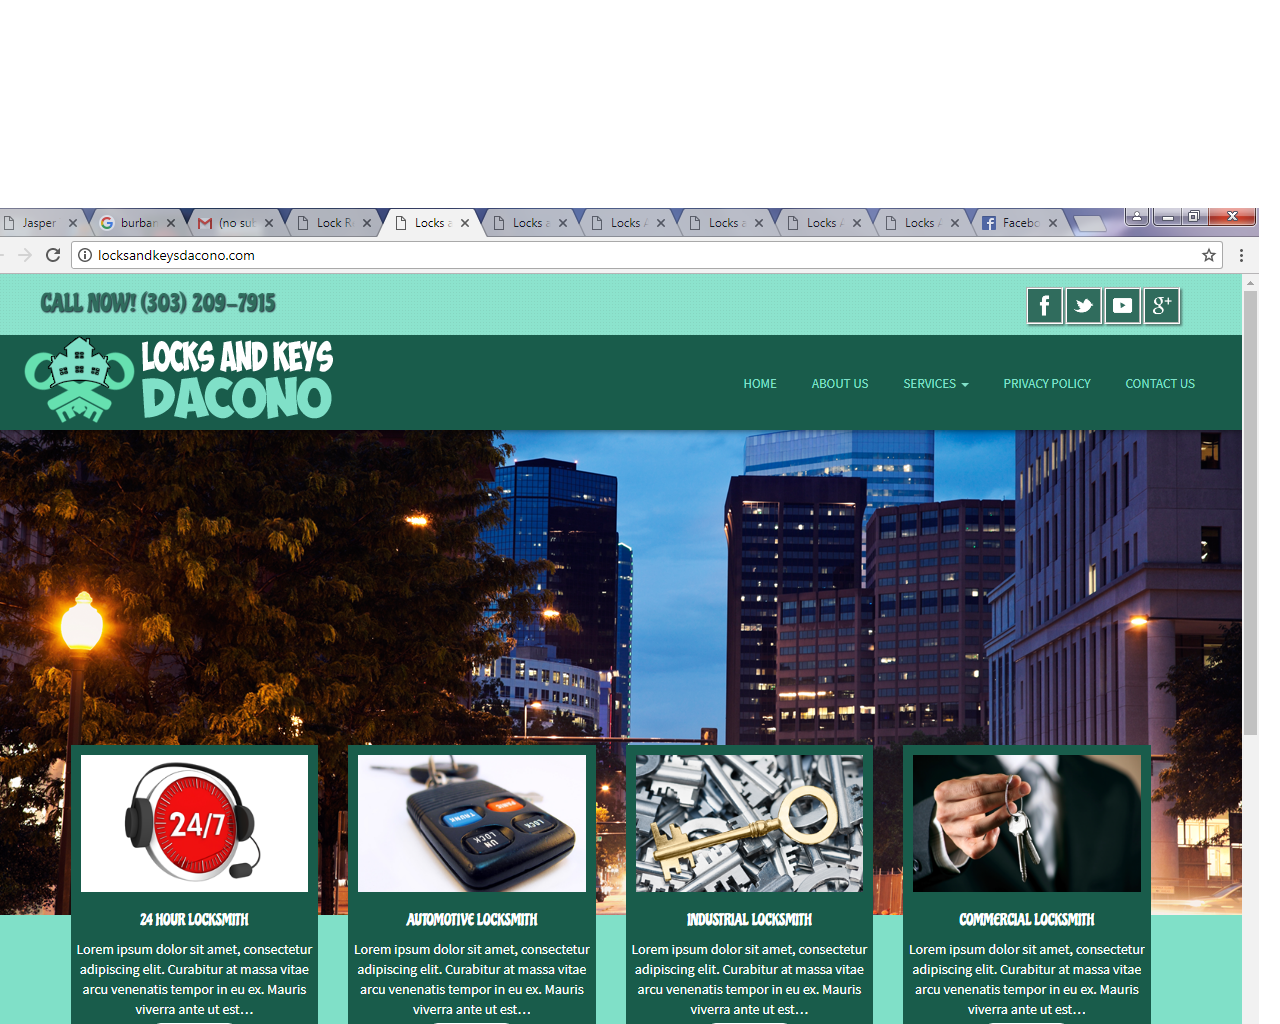 Jasper
burban
(no sub
Lock R
Locks a
Locks a
Locks A
Locks a
Locks A
Locks A
Facebo
locksandkeysdacono.com
CALL NOW! (303) 209-7915
f
g+
LOCKS AND KEYS
DACONO
HOME
ABOUT US
SERVICES
PRIVACY POLICY
CONTACT US
24/7
TRUNK
LOCK
UN
LOCK
24 HOUR LOCKSMITH
Lorem ipsum dolor sit amet, consectetur
adipiscing elit. Curabitur at massa vitae
arcu venenatis tempor in eu ex. Mauris
viverra ante ut est...
AUTOMOTIVE LOCKSMITH
Lorem ipsum dolor sit amet, consectetur
adipiscing elit. Curabitur at massa vitae
arcu venenatis tempor in eu ex. Mauris
viverra ante ut est...
INDUSTRIAL LOCKSMITH
Lorem ipsum dolor sit amet, consectetur
adipiscing elit. Curabitur at massa vitae
arcu venenatis tempor in eu ex. Mauris
viverra ante ut est...
COMMERCIAL LOCKSMITH
Lorem ipsum dolor sit amet, consectetur
adipiscing elit. Curabitur at massa vitae
arcu venenatis tempor in eu ex. Mauris
viverra ante ut est...